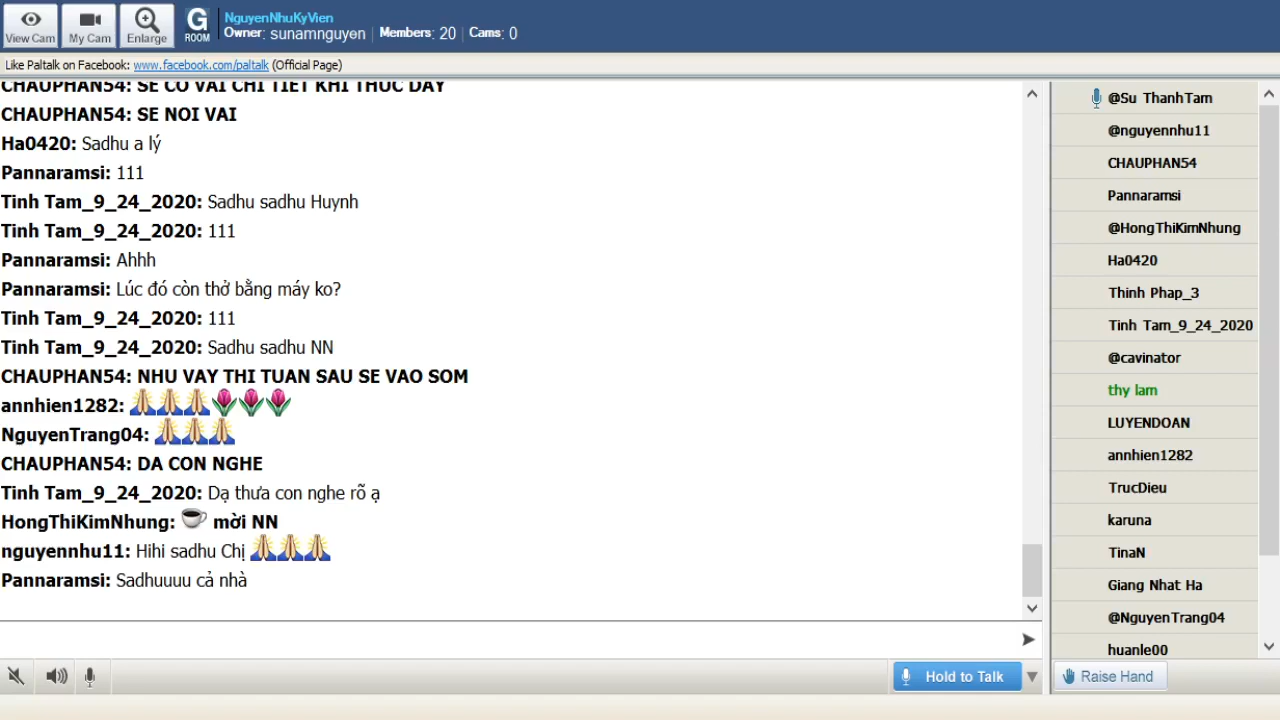 View Cam
My Cam
Enlarge
G
ROOM
NguyenNhuKyVien
Owner: sunamnguyen | Members: 20 | Cams: 0
Like Paltalk on Facebook: www.facebook.com/paltalk (Official Page)
CHAUPHAN54: SE CO VAI CHI TIET KHI THUC DAY
CHAUPHAN54: SE NOI VAI
Ha0420: Sadhu a lý
Pannaramsi: 111
Tinh Tam_9_24_2020: Sadhu sadhu Huynh
Tinh Tam_9_24_2020: 111
Pannaramsi: Ahhh
Pannaramsi: Lúc đó còn thở bằng máy ko?
Tinh Tam_9_24_2020: 111
Tinh Tam_9_24_2020: Sadhu sadhu NN
CHAUPHAN54: NHU VAY THI TUAN SAU SE VAO SOM
annhien1282: 🙏🙏🙏🌷🌷🌷
NguyenTrang04: 🙏🙏🙏
CHAUPHAN54: DA CON NGHE
Tinh Tam_9_24_2020: Dạ thưa con nghe rõ ạ
HongThiKimNhung: ☕ mời NN
nguyennhu11: Hihi sadhu Chị 🙏🙏🙏
Pannaramsi: Sadhuuuu cả nhà
@Su ThanhTam
@nguyennhu11
CHAUPHAN54
Pannaramsi
@HongThiKimNhung
Ha0420
Thinh Phap_3
Tinh Tam_9_24_2020
@cavinator
thy lam
LUYENDOAN
annhien1282
TrucDieu
karuna
TinaN
Giang Nhat Ha
@NguyenTrang04
huanle00
Hold to Talk
Raise Hand